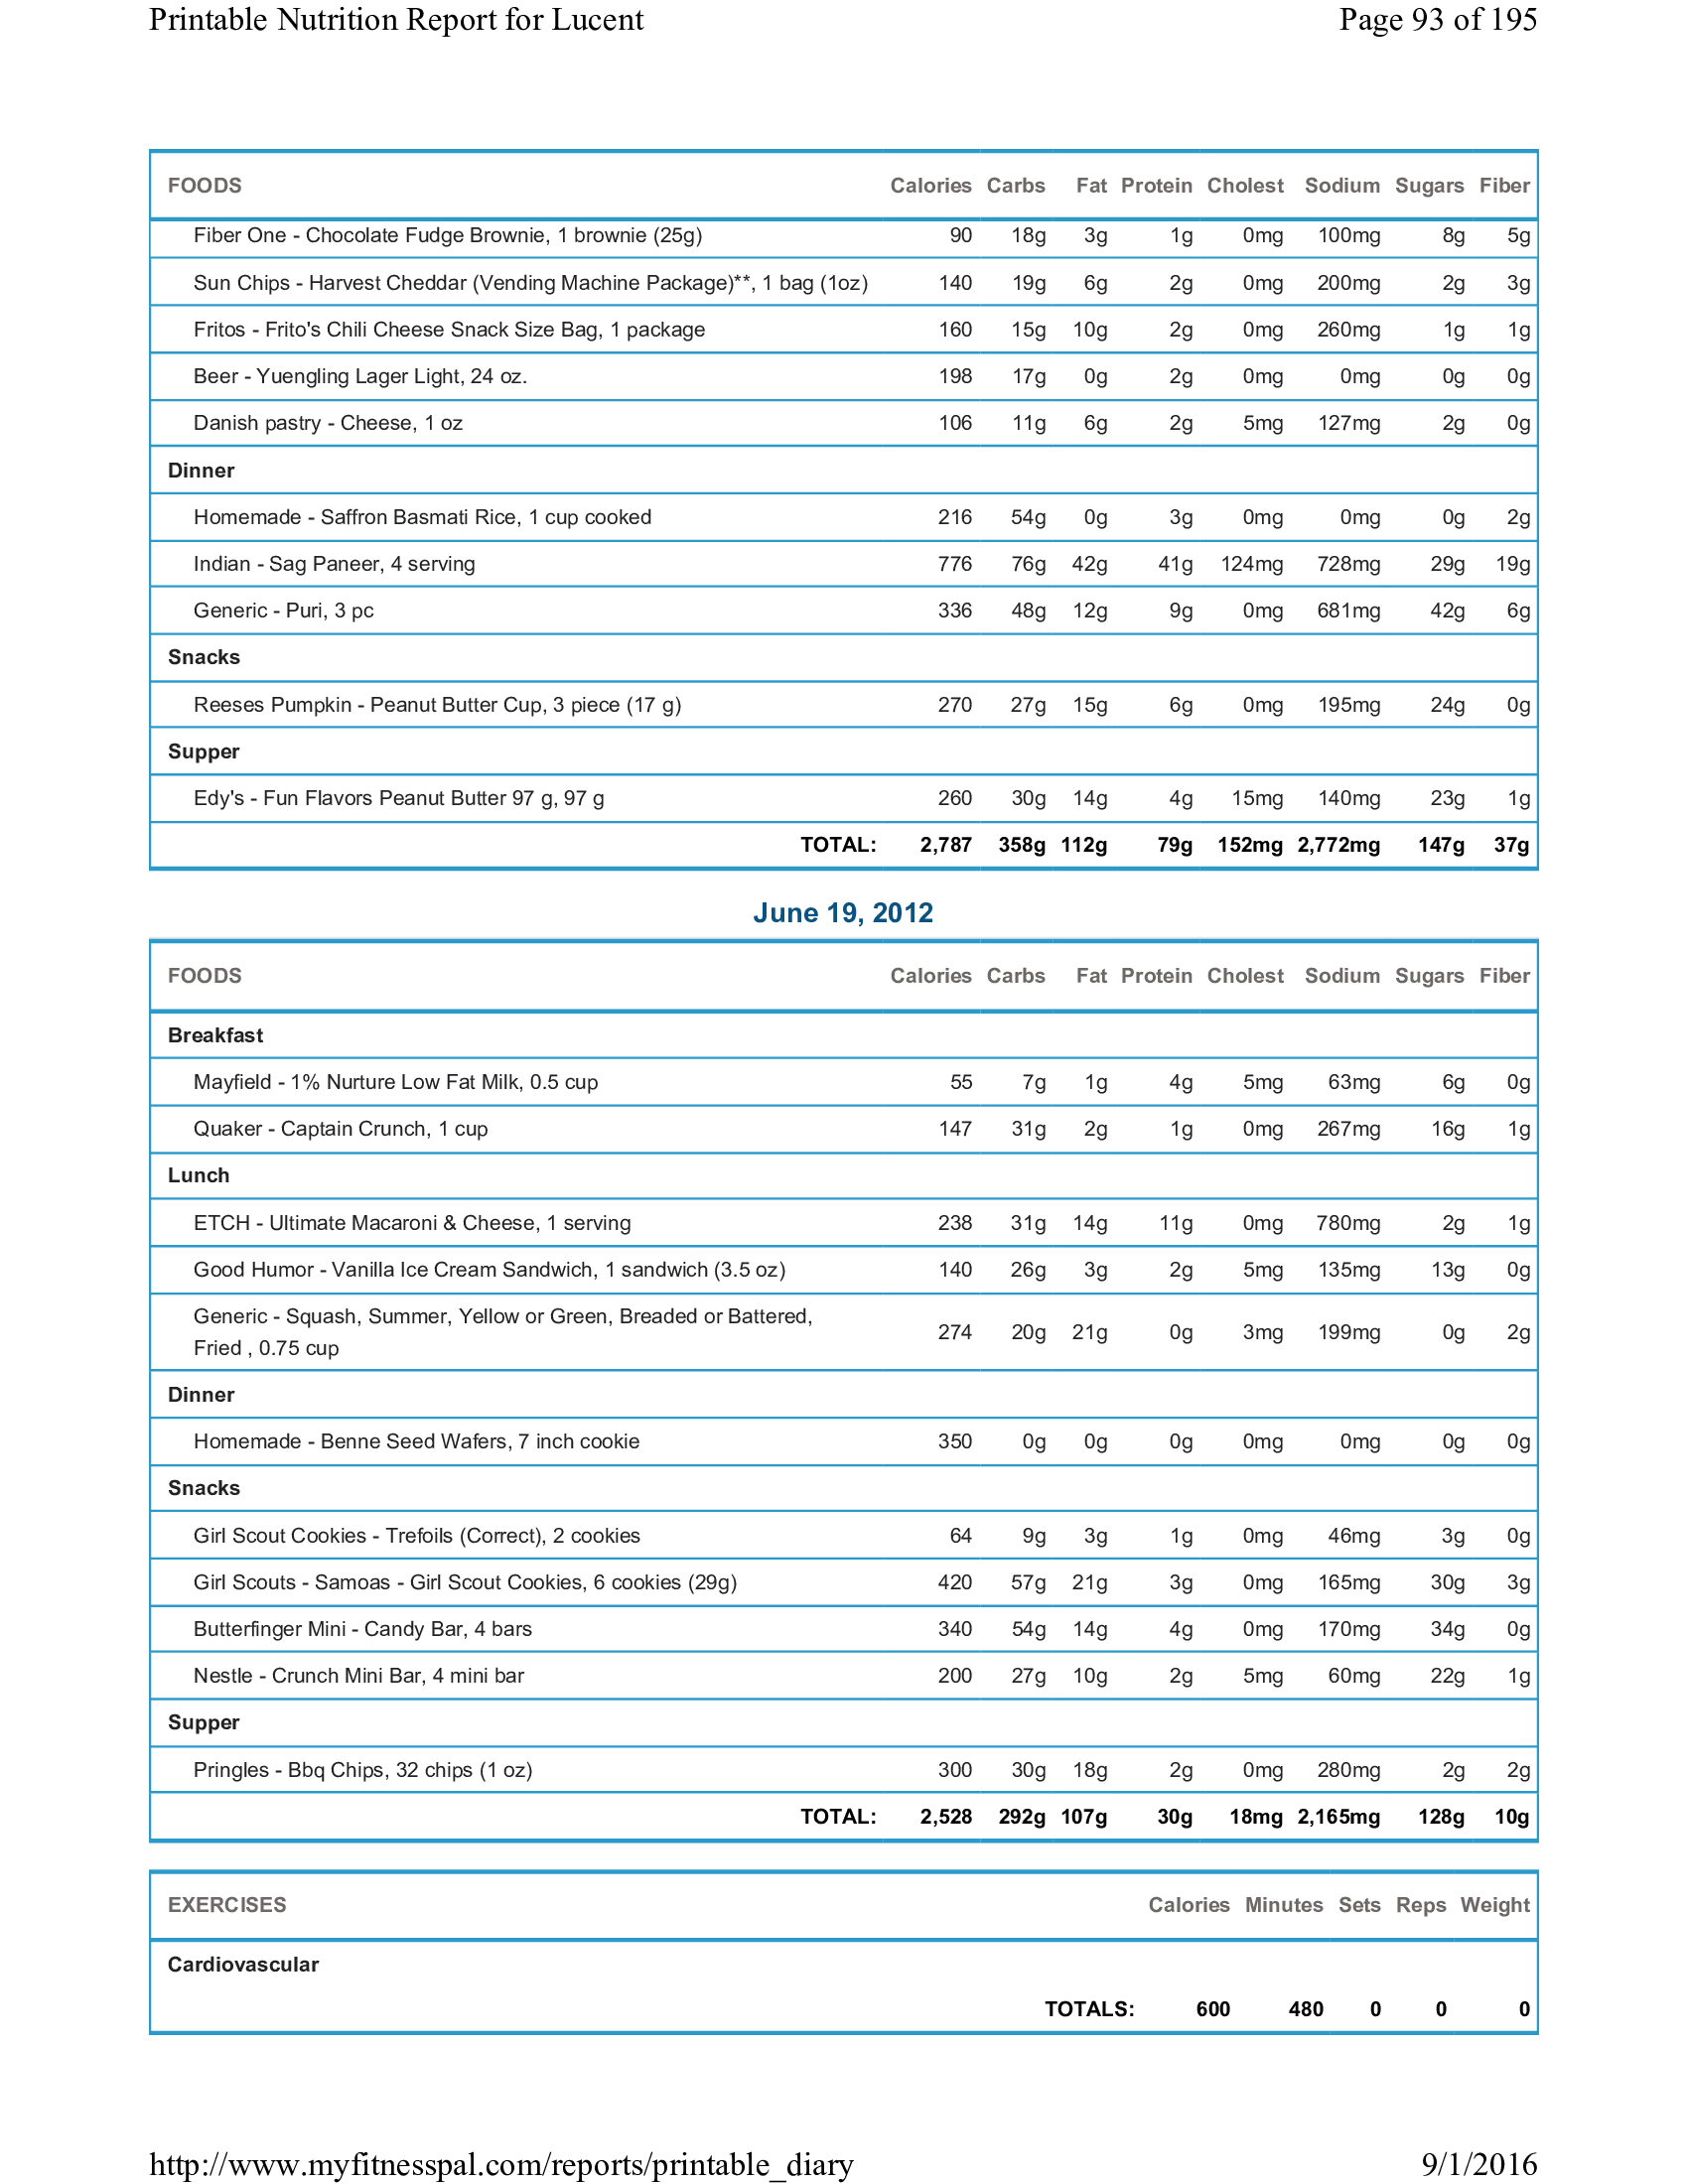 Printable Nutrition Report for Lucent Page 93 of 195
FOODS Calories Carbs Fat Protein Cholest Sodium Sugars Fiber
Fiber One - Chocolate Fudge Brownie, 1 brownie (25g) 90 18g 3g 1g 0mg 100mg 8g 5g
Sun Chips - Harvest Cheddar (Vending Machine Package)**, 1 bag (1oz) 140 19g 6g 2g 0mg 200mg 2g 3g
Fritos - Frito's Chili Cheese Snack Size Bag, 1 package 160 15g 10g 2g 0mg 260mg 1g 1g
Beer - Yuengling Lager Light, 24 oz. 198 17g 0g 2g 0mg 0mg 0g 0g
Danish pastry - Cheese, 1 oz 106 11g 6g 2g 5mg 127mg 2g 0g
Dinner
Homemade - Saffron Basmati Rice, 1 cup cooked 216 54g 0g 3g 0mg 0mg 0g 2g
Indian - Sag Paneer, 4 serving 776 76g 42g 41g 124mg 728mg 29g 19g
Generic - Puri, 3 pc 336 48g 12g 9g 0mg 681mg 42g 6g
Snacks
Reeses Pumpkin - Peanut Butter Cup, 3 piece (17 g) 270 27g 15g 6g 0mg 195mg 24g 0g
Supper
Edy's - Fun Flavors Peanut Butter 97 g, 97 g 260 30g 14g 4g 15mg 140mg 23g 1g
TOTAL: 2,787 358g 112g 79g 152mg 2,772mg 147g 37g
June 19, 2012
FOODS Calories Carbs Fat Protein Cholest Sodium Sugars Fiber
Breakfast
Mayfield - 1% Nurture Low Fat Milk, 0.5 cup 55 7g 1g 4g 5mg 63mg 6g 0g
Quaker - Captain Crunch, 1 cup 147 31g 2g 1g 0mg 267mg 16g 1g
Lunch
ETCH - Ultimate Macaroni & Cheese, 1 serving 238 31g 14g 11g 0mg 780mg 2g 1g
Good Humor - Vanilla Ice Cream Sandwich, 1 sandwich (3.5 oz) 140 26g 3g 2g 5mg 135mg 13g 0g
Generic - Squash, Summer, Yellow or Green, Breaded or Battered,
Fried , 0.75 cup 274 20g 21g 0g 3mg 199mg 0g 2g
Dinner
Homemade - Benne Seed Wafers, 7 inch cookie 350 0g 0g 0g 0mg 0mg 0g 0g
Snacks
Girl Scout Cookies - Trefoils (Correct), 2 cookies 64 9g 3g 1g 0mg 46mg 3g 0g
Girl Scouts - Samoas - Girl Scout Cookies, 6 cookies (29g) 420 57g 21g 3g 0mg 165mg 30g 3g
Butterfinger Mini - Candy Bar, 4 bars 340 54g 14g 4g 0mg 170mg 34g 0g
Nestle - Crunch Mini Bar, 4 mini bar 200 27g 10g 2g 5mg 60mg 22g 1g
Supper
Pringles - Bbq Chips, 32 chips (1 oz) 300 30g 18g 2g 0mg 280mg 2g 2g
TOTAL: 2,528 292g 107g 30g 18mg 2,165mg 128g 10g
EXERCISES Calories Minutes Sets Reps Weight
Cardiovascular
TOTALS: 600 480 0 0 0
http://www.myfitnesspal.com/reports/printable_diary 9/1/2016